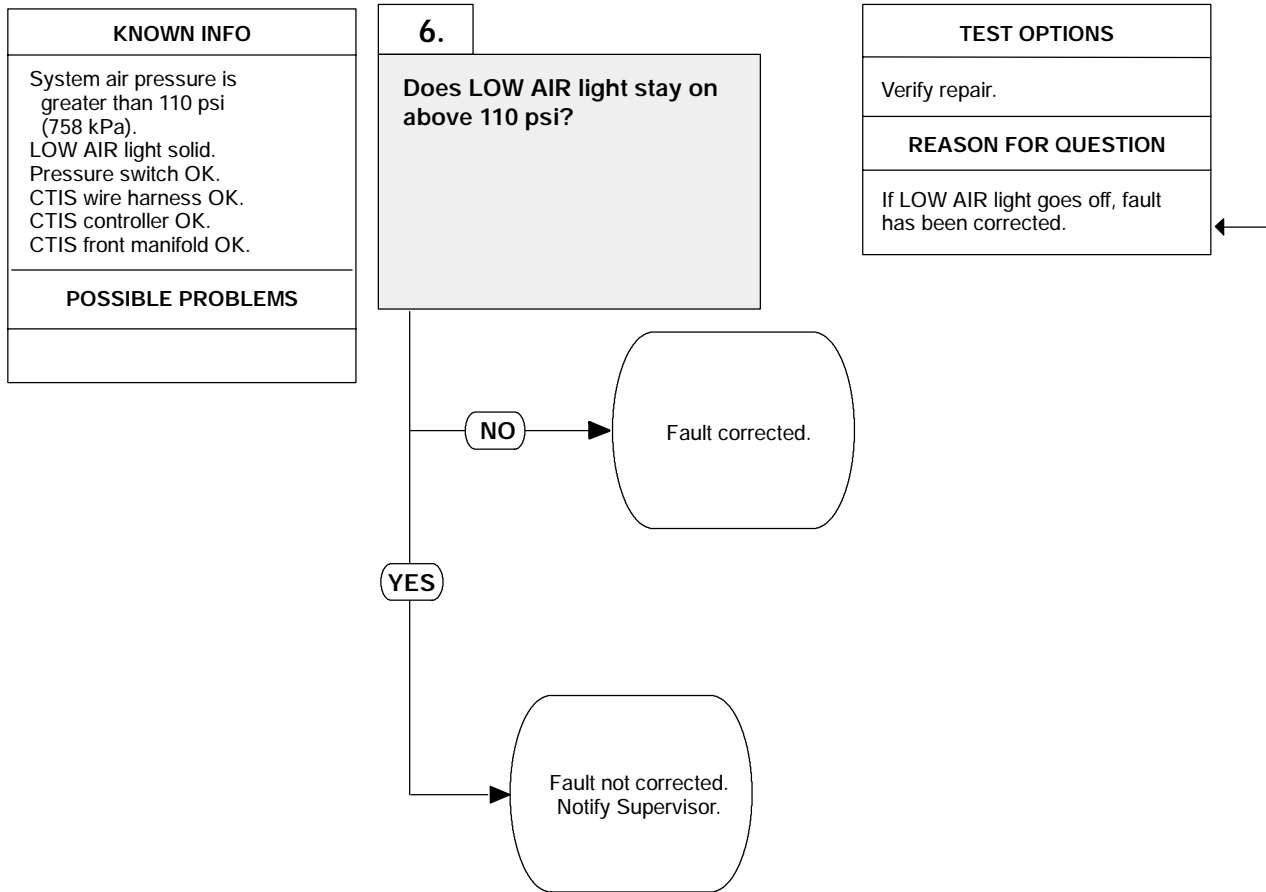 KNOWN INFO
System air pressure is
greater than 110 psi
(758 kPa).
LOW AIR light solid.
Pressure switch OK.
CTIS wire harness OK.
CTIS controller OK.
CTIS front manifold OK.
POSSIBLE PROBLEMS
6.
Does LOW AIR light stay on
above 110 psi?
TEST OPTIONS
Verify repair.
REASON FOR QUESTION
If LOW AIR light goes off, fault
has been corrected.
NO
Fault corrected.
YES
Fault not corrected.
Notify Supervisor.